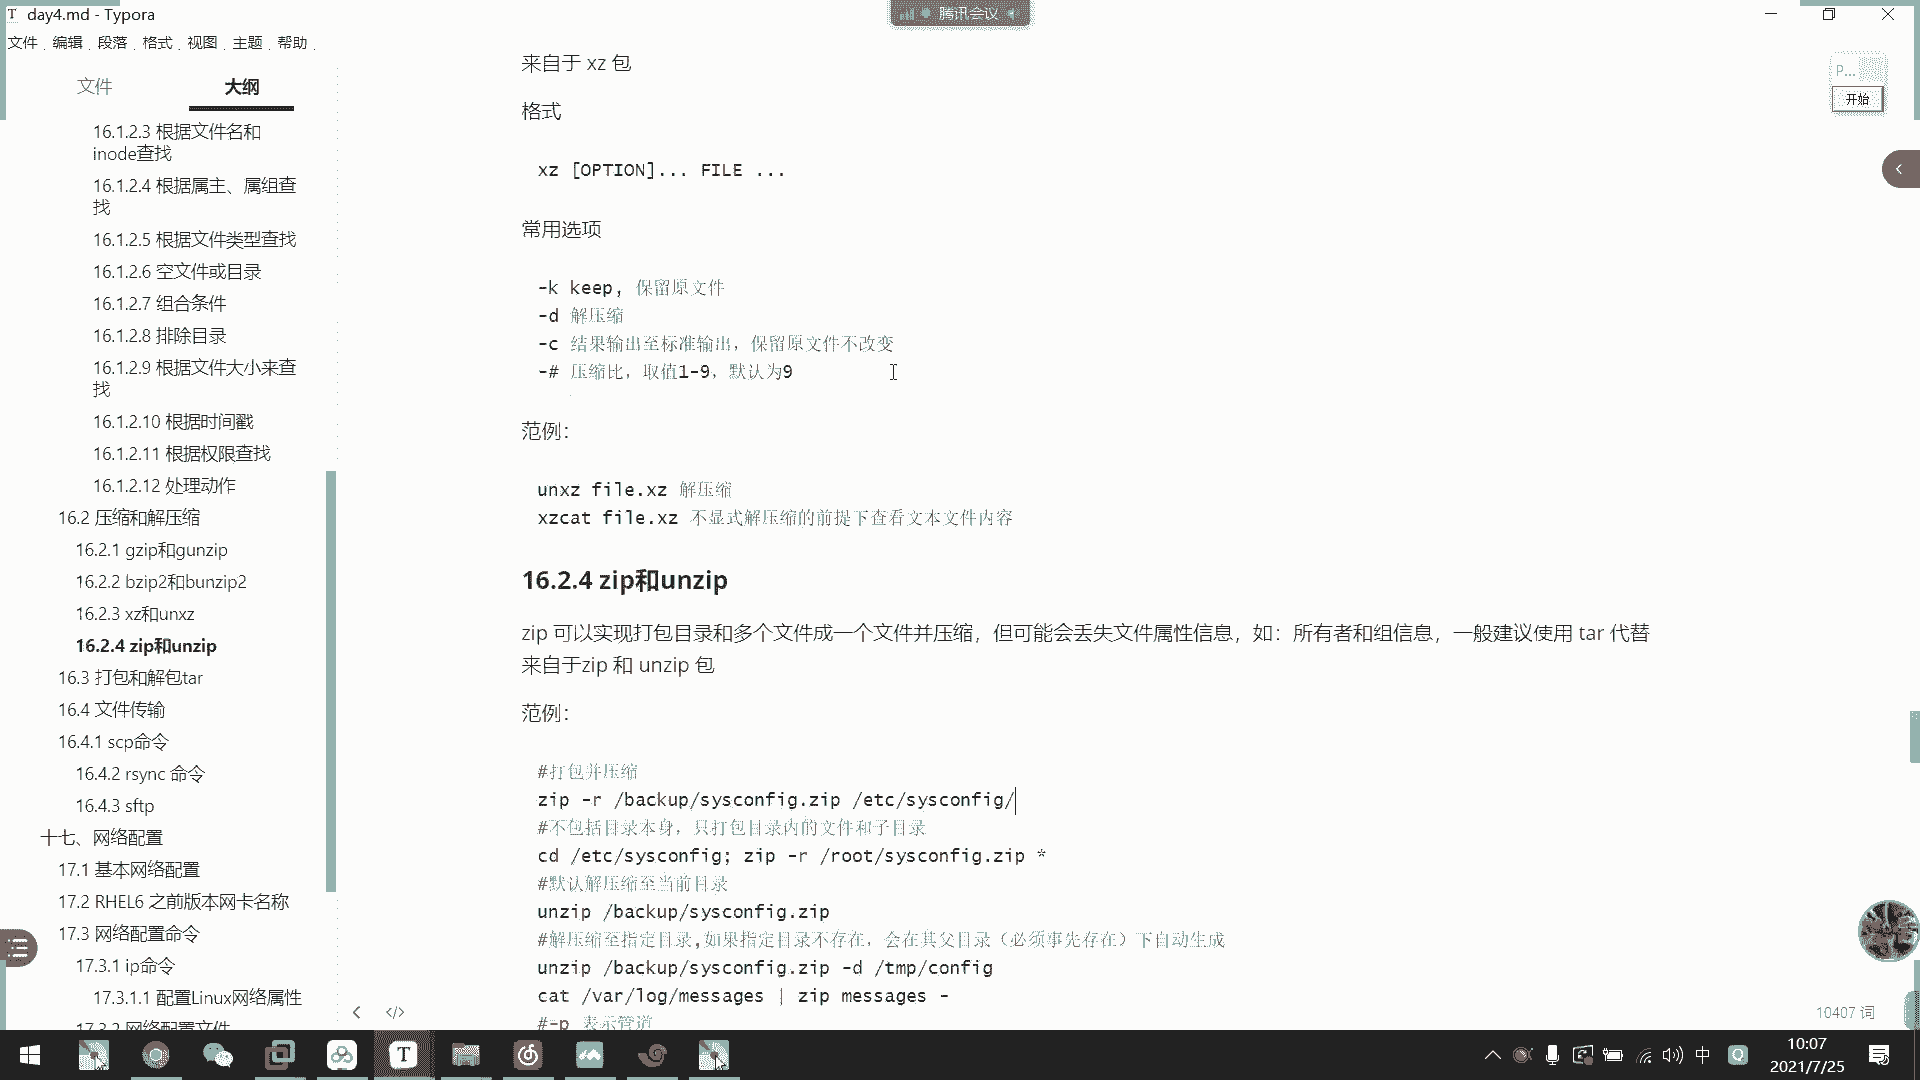 day4.md - Typora
腾讯会议
文件 编辑 段落 格式 视图 主题 帮助
文件
大纲
16.1.2.3 根据文件名和
inode查找
16.1.2.4 根据属主、属组查
找
16.1.2.5 根据文件类型查找
16.1.2.6 空文件或目录
16.1.2.7 组合条件
16.1.2.8 排除目录
16.1.2.9 根据文件大小来查
找
16.1.2.10 根据时间戳
16.1.2.11 根据权限查找
16.1.2.12 处理动作
16.2 压缩和解压缩
16.2.1 gzip和gunzip
16.2.2 bzip2和bunzip2
16.2.3 xz和unxz
16.2.4 zip和unzip
16.3 打包和解包tar
16.4 文件传输
16.4.1 scp命令
16.4.2 rsync 命令
16.4.3 sftp
十七、网络配置
17.1 基本网络配置
17.2 RHEL6 之前版本网卡名称
17.3 网络配置命令
17.3.1 ip命令
17.3.1.1 配置Linux网络属性
17.3.2 网络配置文件
来自于 xz 包
格式
xz [OPTION]... FILE ...
常用选项
-k keep, 保留原文件
-d 解压缩
-c 结果输出至标准输出，保留原文件不改变
-# 压缩比，取值1-9，默认为9
范例：
unxz file.xz 解压缩
xzcat file.xz 不显式解压缩的前提下查看文本文件内容
16.2.4 zip和unzip
zip 可以实现打包目录和多个文件成一个文件并压缩，但可能会丢失文件属性信息，如：所有者和组信息，一般建议使用 tar 代替
来自于zip 和 unzip 包
范例：
#打包并压缩
zip -r /backup/sysconfig.zip /etc/sysconfig/
#不包括目录本身，只打包目录内的文件和子目录
cd /etc/sysconfig; zip -r /root/sysconfig.zip *
#默认解压缩至当前目录
unzip /backup/sysconfig.zip
#解压缩至指定目录,如果指定目录不存在，会在其父目录（必须事先存在）下自动生成
unzip /backup/sysconfig.zip -d /tmp/config
cat /var/log/messages | zip messages -
#-p 表示管道
P...
开始
10407 词
中
10:07
2021/7/25